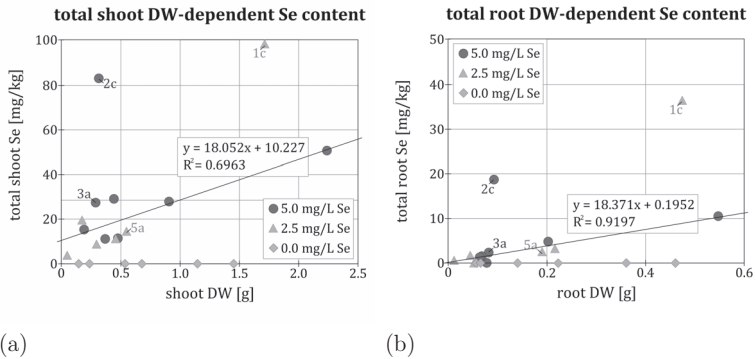 total shoot DW-dependent Se content
total shoot Se [mg/kg]
100
80
60
40
20
0
0
0.5
1.0
1.5
2.0
2.5
shoot DW [g]
1c
2c
3a
5a
y = 18.052x + 10.227
R²= 0.6963
5.0 mg/L Se
2.5 mg/L Se
0.0 mg/L Se
(a)
total root DW-dependent Se content
total root Se [mg/kg]
50
40
30
20
10
0
0
0.2
0.4
0.6
root DW [g]
5.0 mg/L Se
2.5 mg/L Se
0.0 mg/L Se
1c
2c
3a
5a
y = 18.371x + 0.1952
R²= 0.9197
(b)